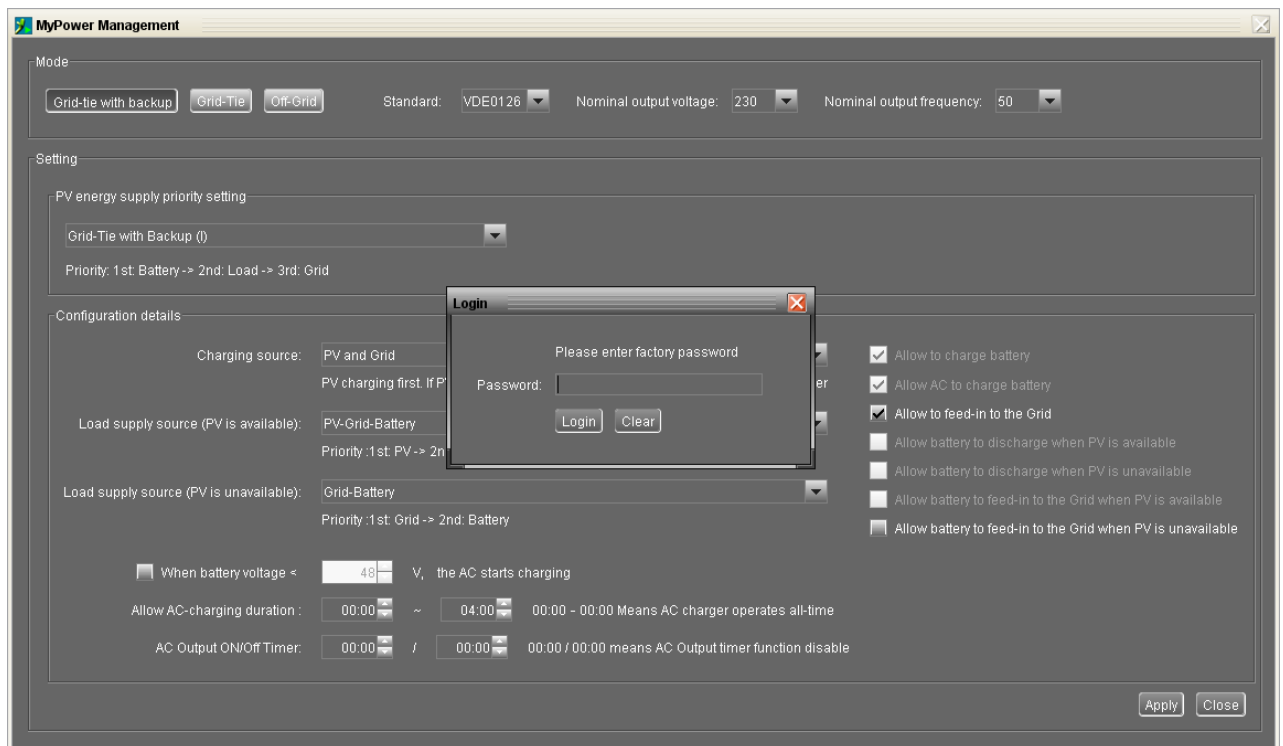 MyPower Management
Mode
Grid-tie with backup Grid-Tie Off-Grid Standard: VDE0126 Nominal output voltage: 230 Nominal output frequency: 50
Setting
PV energy supply priority setting
Grid-Tie with Backup (I)
Priority: 1st: Battery -> 2nd: Load -> 3rd: Grid
Login
Please enter factory password
Password:
Login Clear
Configuration details
Charging source: PV and Grid
PV charging first. If P er
Load supply source (PV is available): PV-Grid-Battery
Priority :1st: PV -> 2n
Load supply source (PV is unavailable): Grid-Battery
Priority :1st: Grid -> 2nd: Battery
Allow to charge battery
Allow AC to charge battery
Allow to feed-in to the Grid
Allow battery to discharge when PV is available
Allow battery to discharge when PV is unavailable
Allow battery to feed-in to the Grid when PV is available
Allow battery to feed-in to the Grid when PV is unavailable
When battery voltage < 48 V, the AC starts charging
Allow AC-charging duration : 00:00 ~ 04:00 00:00 - 00:00 Means AC charger operates all-time
AC Output ON/Off Timer: 00:00 / 00:00 00:00 / 00:00 means AC Output timer function disable
Apply Close